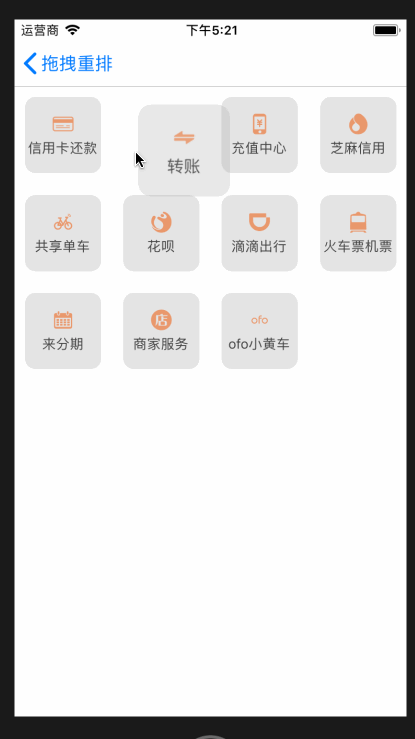 运营商 下午5:21
拖拽重排
信用卡还款 转账 充值中心 芝麻信用
共享单车 花呗 滴滴出行 火车票机票
店
来分期 商家服务 ofo
ofo小黄车